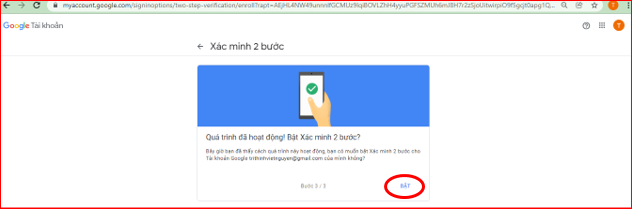 myaccount.google.com/signinoptions/two-step-verification/enroll?rapt=
Google Tài khoản
T
T
← Xác minh 2 bước
Quá trình đã hoạt động! Bật Xác minh 2 bước?
Bây giờ bạn đã thấy cách quá trình này hoạt động, bạn có muốn bật Xác minh 2 bước cho
Tài khoản Google trithnhvietnguyen@gmail.com của mình không?
Bước 3 / 3
BẬT